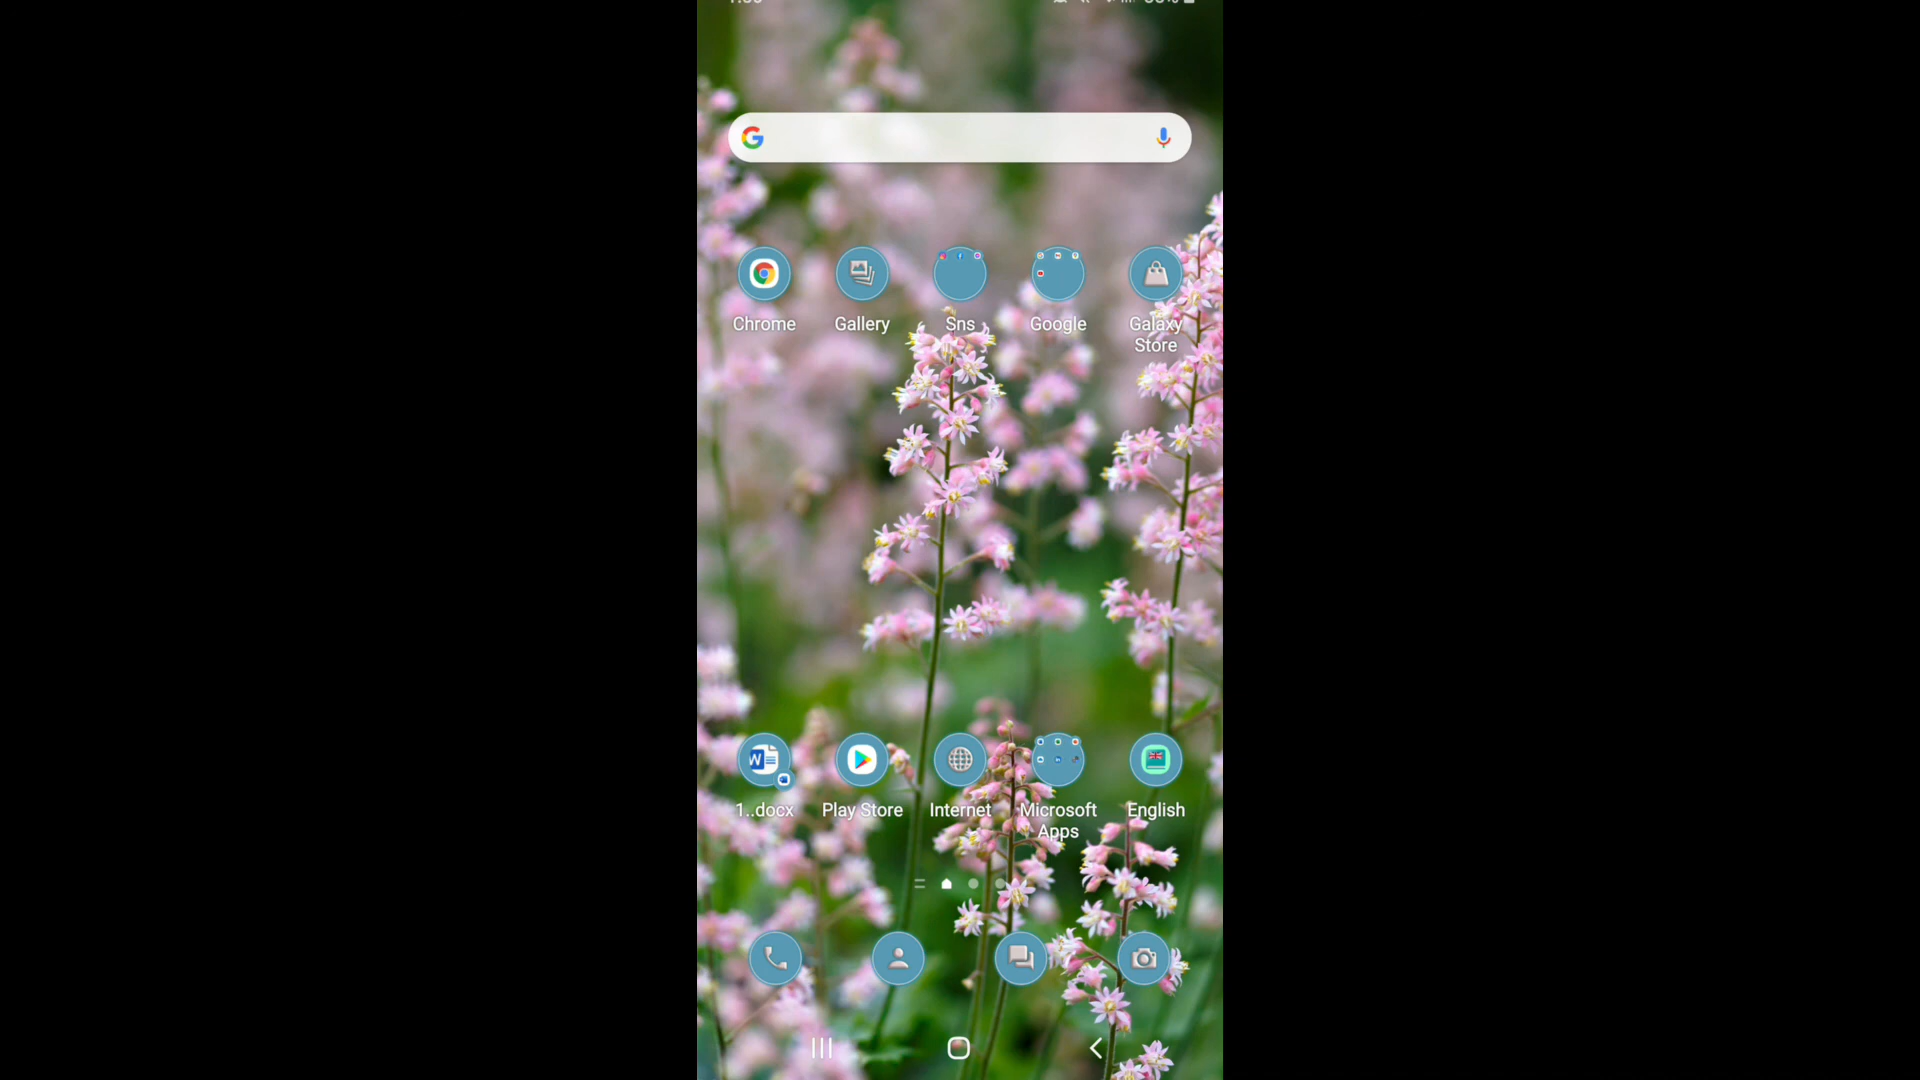 Chrome
Gallery
Sns
Google
Galaxy
Store
1..docx
Play Store
Internet
Microsoft
Apps
English